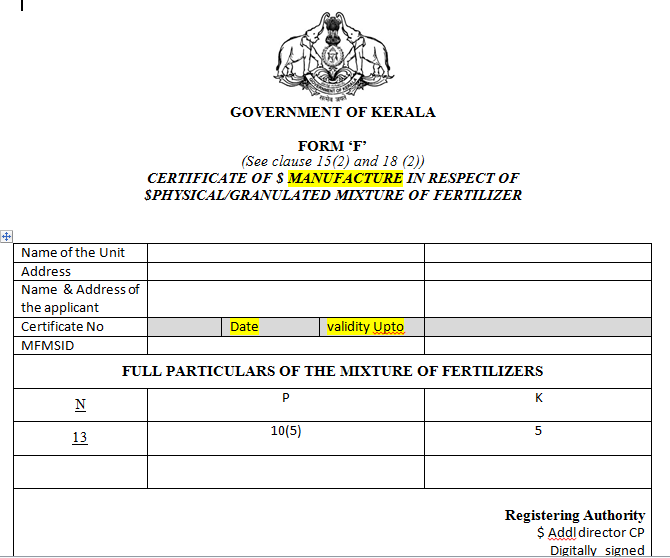 GOVERNMENT OF KERALA
FORM ‘F’
(See clause 15(2) and 18 (2))
CERTIFICATE OF $ MANUFACTURE IN RESPECT OF
$PHYSICAL/GRANULATED MIXTURE OF FERTILIZER
Name of the Unit
Address
Name & Address of
the applicant
Certificate No Date validity Upto
MFMSID
FULL PARTICULARS OF THE MIXTURE OF FERTILIZERS
N P K
13 10(5) 5
Registering Authority
$ Addl director CP
Digitally signed